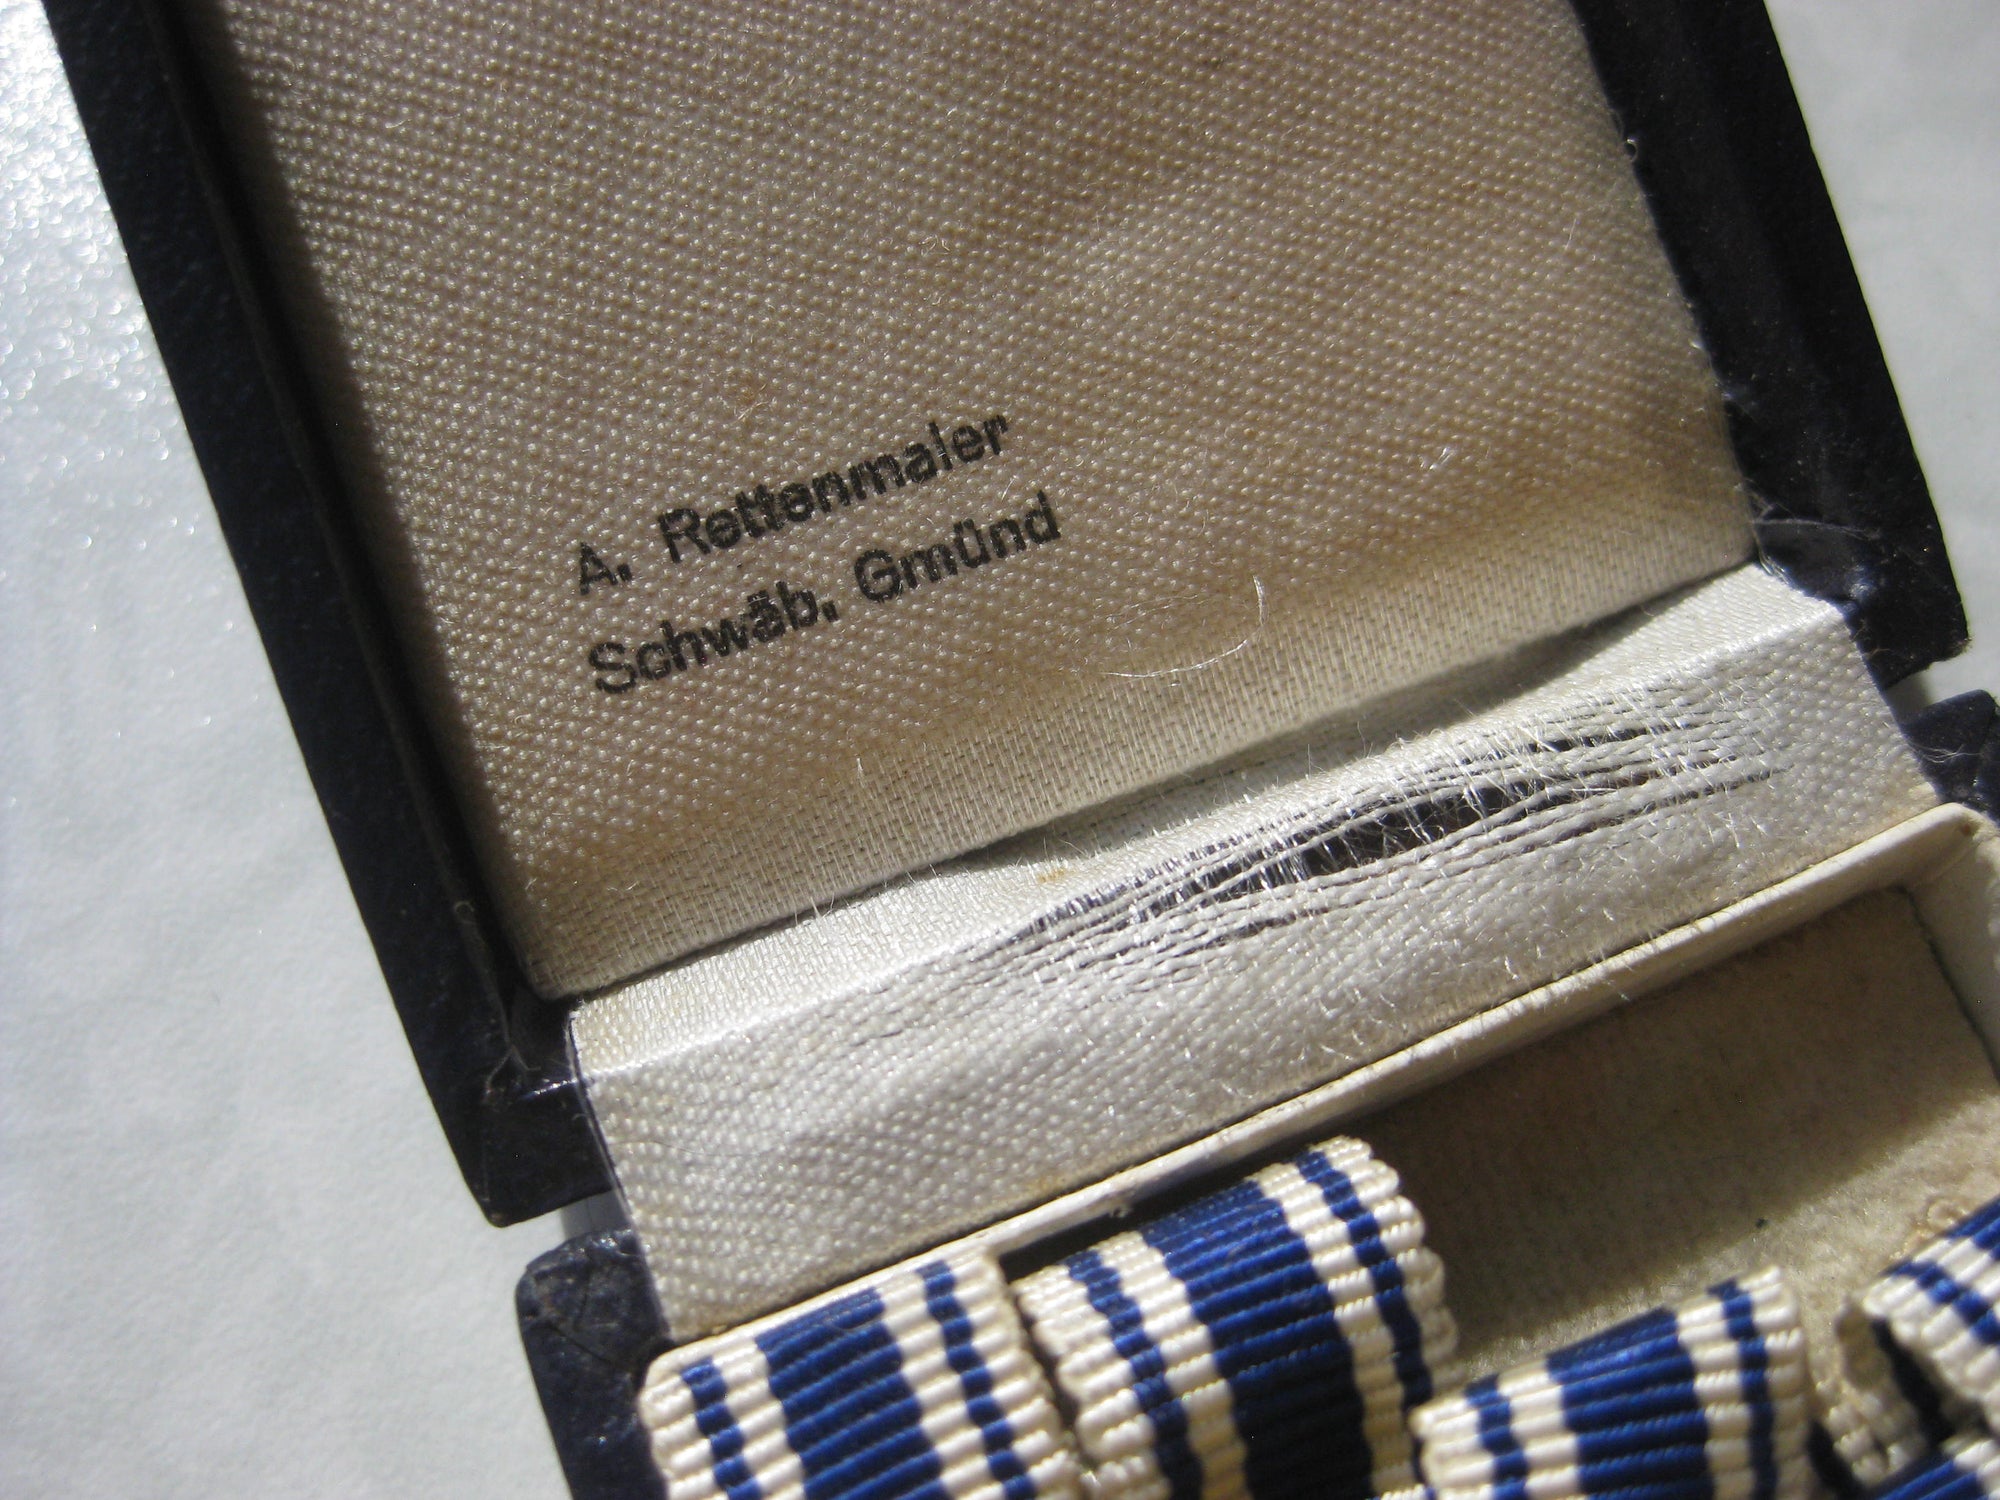 A. Rettenmaier
Schwäb. Gmünd